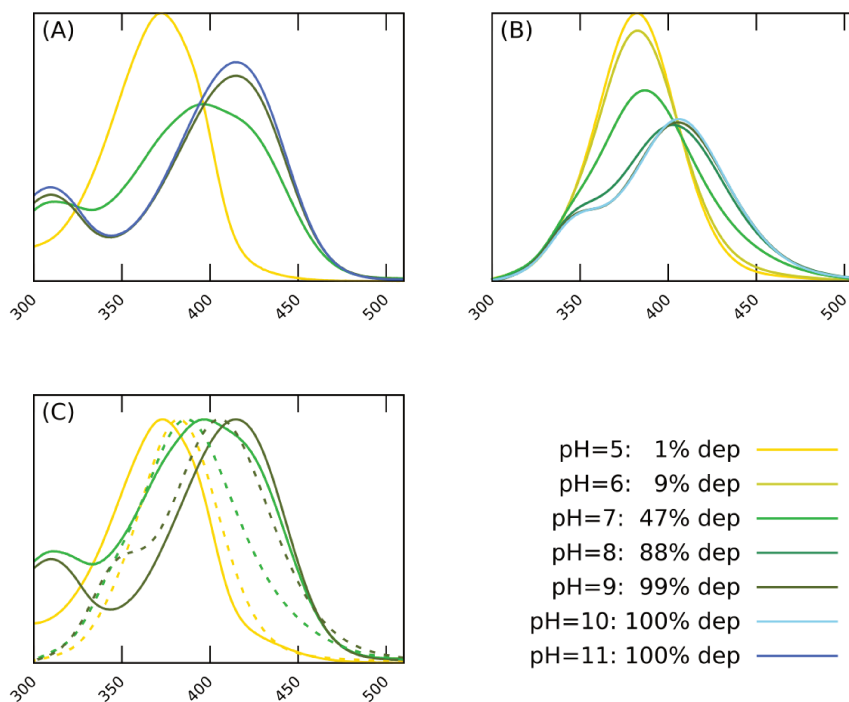 (A)
300 350 400 450 500
(B)
300 350 400 450 500
(C)
300 350 400 450 500
pH=5: 1% dep
pH=6: 9% dep
pH=7: 47% dep
pH=8: 88% dep
pH=9: 99% dep
pH=10: 100% dep
pH=11: 100% dep